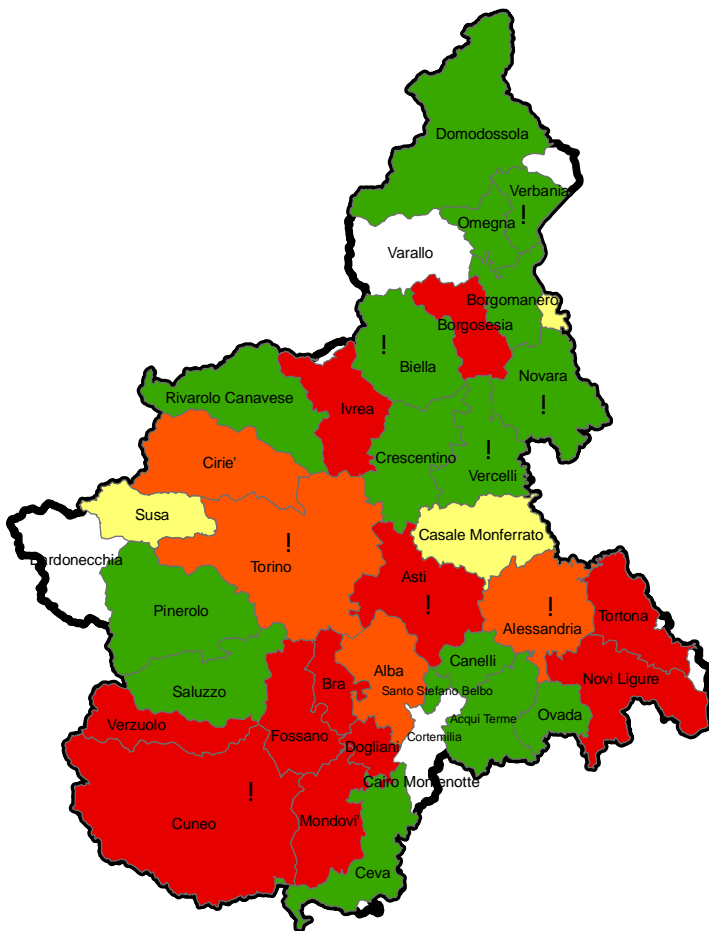 Domodossola
Verbania
!
Omegna
Varallo
Borgomanero
Borgosesia
!
Biella
Novara
!
Rivarolo Canavese
Ivrea
Crescentino
!
Vercelli
Cirie'
Susa
Casale Monferrato
!
Torino
Bardonecchia
Asti
!
Pinerolo
!
Alessandria
Tortona
Canelli
Alba
Bra
Novi Ligure
Saluzzo
Santo Stefano Belbo
Acqui Terme
Ovada
Verzuolo
Fossano
Cortemilia
Dogliani
Cairo Montenotte
!
Cuneo
Mondovi'
Ceva